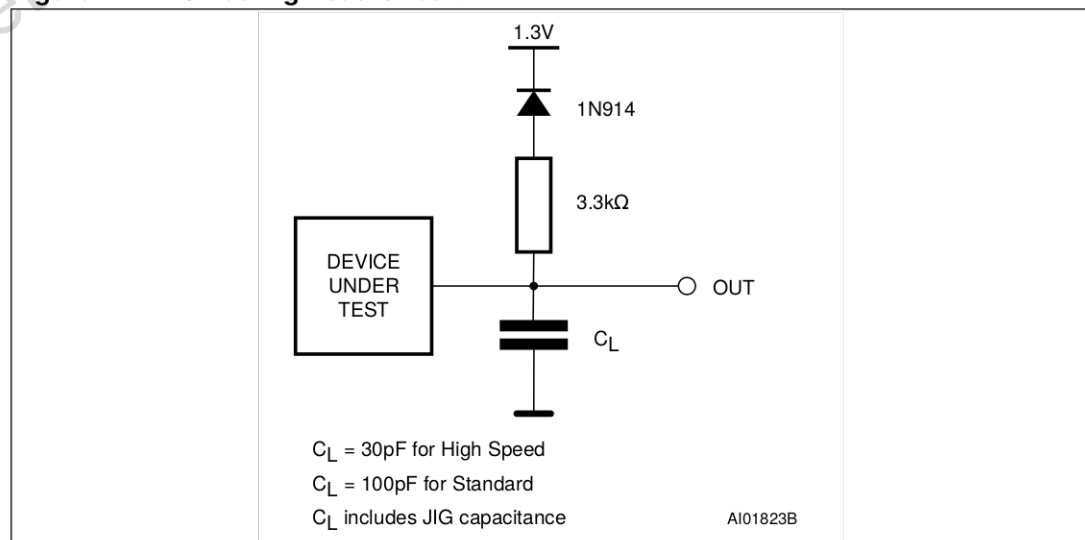 1.3V
1N914
3.3kΩ
DEVICE
UNDER
TEST
OUT
CL
CL = 30pF for High Speed
CL = 100pF for Standard
CL includes JIG capacitance
AI01823B